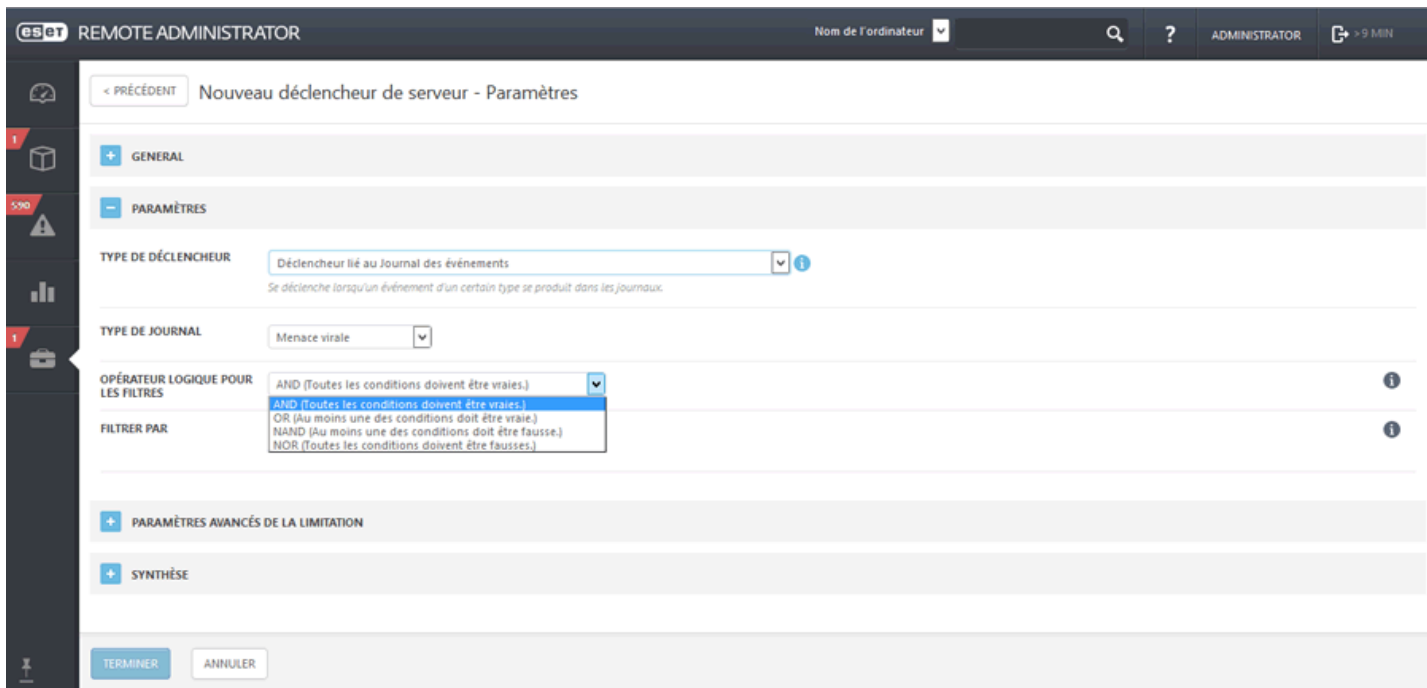 eset REMOTE ADMINISTRATOR
Nom de l'ordinateur
?
ADMINISTRATOR
>9 MIN
< PRÉCÉDENT
Nouveau déclencheur de serveur - Paramètres
1
+ GENERAL
590
− PARAMÈTRES
TYPE DE DÉCLENCHEUR
Déclencheur lié au Journal des événements
Se déclenche lorsqu'un événement d'un certain type se produit dans les journaux.
1
TYPE DE JOURNAL
Menace virale
OPÉRATEUR LOGIQUE POUR
LES FILTRES
AND (Toutes les conditions doivent être vraies.)
AND (Toutes les conditions doivent être vraies.)
OR (Au moins une des conditions doit être vraie.)
NAND (Au moins une des conditions doit être fausse.)
NOR (Toutes les conditions doivent être fausses.)
FILTRER PAR
+ PARAMÈTRES AVANCÉS DE LA LIMITATION
+ SYNTHÈSE
TERMINER
ANNULER